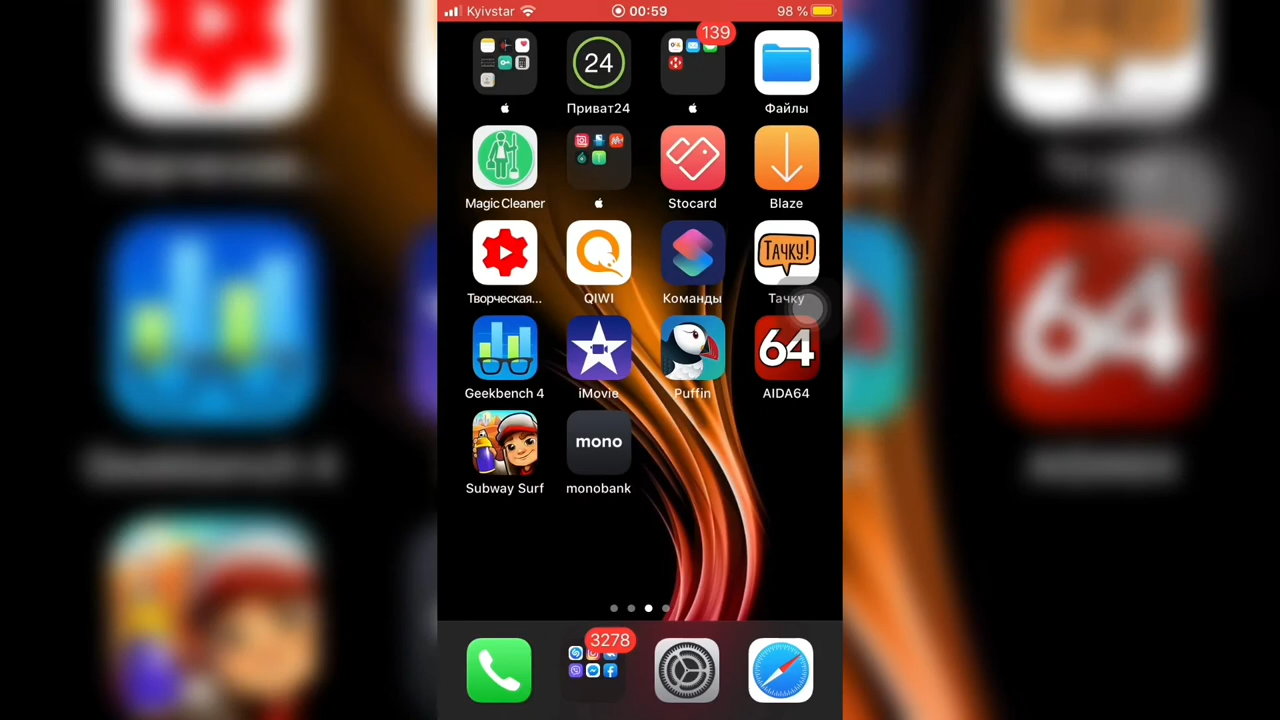 Kyivstar 00:59 98 %
139
24
Приват24 Файлы
Magic Cleaner Stocard Blaze
ТАЧКУ!
Творческая... QIWI Команды Тачку
64
Geekbench 4 iMovie Puffin AIDA64
mono
Subway Surf monobank
3278
64